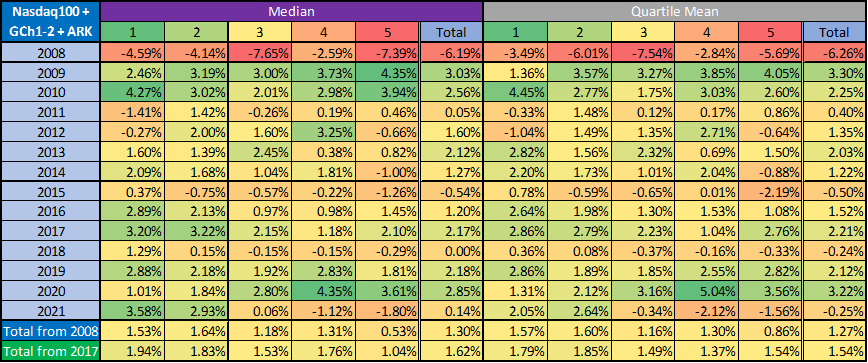 Nasdaq100 + Median Quartile Mean
GCh1-2 + ARK 1 2 3 4 5 Total 1 2 3 4 5 Total
2008 -4.59% -4.14% -7.65% -2.59% -7.39% -6.19% -3.49% -6.01% -7.54% -2.84% -5.69% -6.26%
2009 2.46% 3.19% 3.00% 3.73% 4.35% 3.03% 1.36% 3.57% 3.27% 3.85% 4.05% 3.30%
2010 4.27% 3.02% 2.01% 2.98% 3.94% 2.56% 4.45% 2.77% 1.75% 3.03% 2.60% 2.25%
2011 -1.41% 1.42% -0.26% 0.19% 0.46% 0.05% -0.33% 1.48% 0.12% 0.17% 0.86% 0.40%
2012 -0.27% 2.00% 1.60% 3.25% -0.66% 1.60% -1.04% 1.49% 1.35% 2.71% -0.64% 1.35%
2013 1.60% 1.39% 2.45% 0.38% 0.82% 2.12% 2.82% 1.56% 2.32% 0.69% 1.50% 2.03%
2014 2.09% 1.68% 1.04% 1.81% -1.00% 1.27% 2.20% 1.73% 1.01% 2.04% -0.88% 1.22%
2015 0.37% -0.75% -0.57% -0.22% -1.26% -0.54% 0.78% -0.59% -0.65% 0.01% -2.19% -0.50%
2016 2.89% 2.13% 0.97% 0.98% 1.45% 1.20% 2.64% 1.98% 1.30% 1.53% 1.08% 1.52%
2017 3.20% 3.22% 2.15% 1.18% 2.10% 2.17% 2.86% 2.79% 2.23% 1.04% 2.76% 2.21%
2018 1.29% 0.15% -0.15% -0.15% -0.29% 0.00% 0.36% 0.08% -0.37% -0.16% -0.33% -0.24%
2019 2.88% 2.18% 1.92% 2.83% 1.81% 2.18% 2.86% 1.89% 1.85% 2.55% 2.82% 2.12%
2020 1.01% 1.84% 2.80% 4.35% 3.61% 2.85% 1.31% 2.12% 3.16% 5.04% 3.56% 3.22%
2021 3.58% 2.93% 0.06% -1.12% -1.80% 0.14% 2.05% 2.64% -0.34% -2.12% -1.56% -0.25%
Total from 2008 1.53% 1.64% 1.18% 1.31% 0.53% 1.30% 1.57% 1.60% 1.16% 1.30% 0.86% 1.27%
Total from 2017 1.94% 1.83% 1.53% 1.76% 1.04% 1.62% 1.79% 1.85% 1.49% 1.37% 1.54% 1.54%